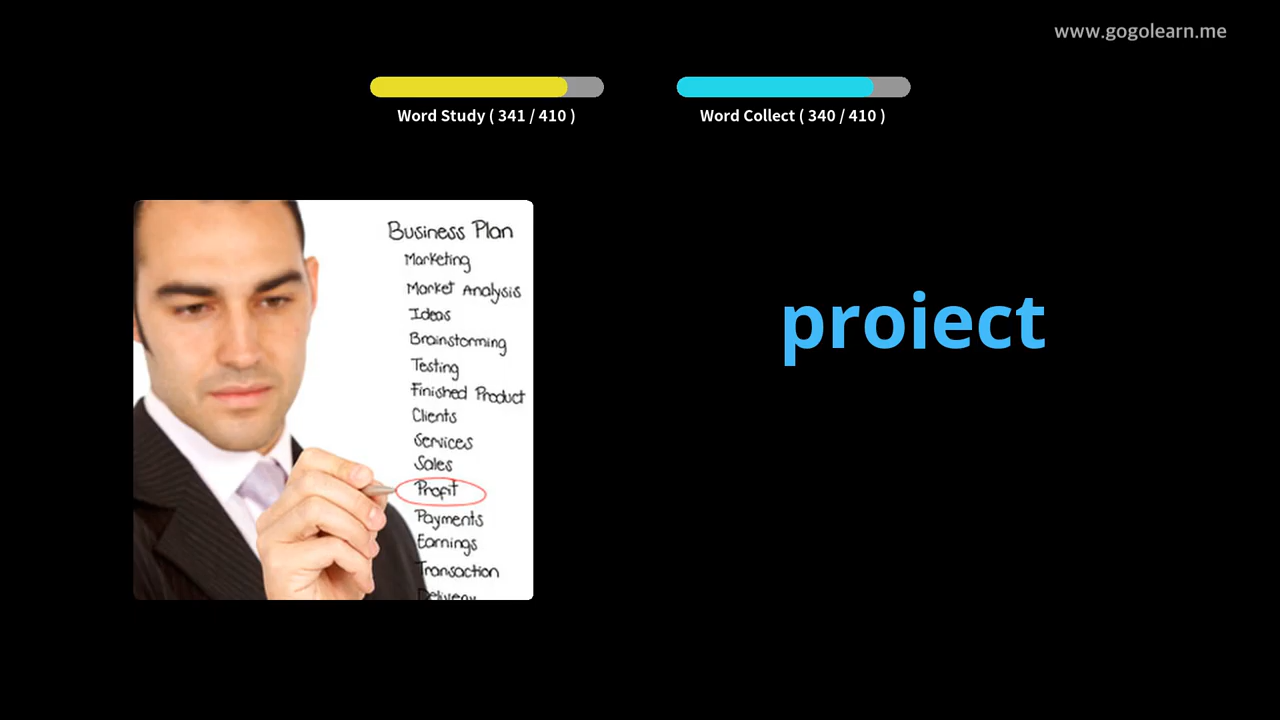 www.gogolearn.me
Word Study ( 341 / 410 )
Word Collect ( 340 / 410 )
Business Plan
Marketing
Market Analysis
Ideas
Brainstorming
Testing
Finished Product
Clients
Services
Sales
Profit
Payments
Earnings
Transaction
Delivery
proiect